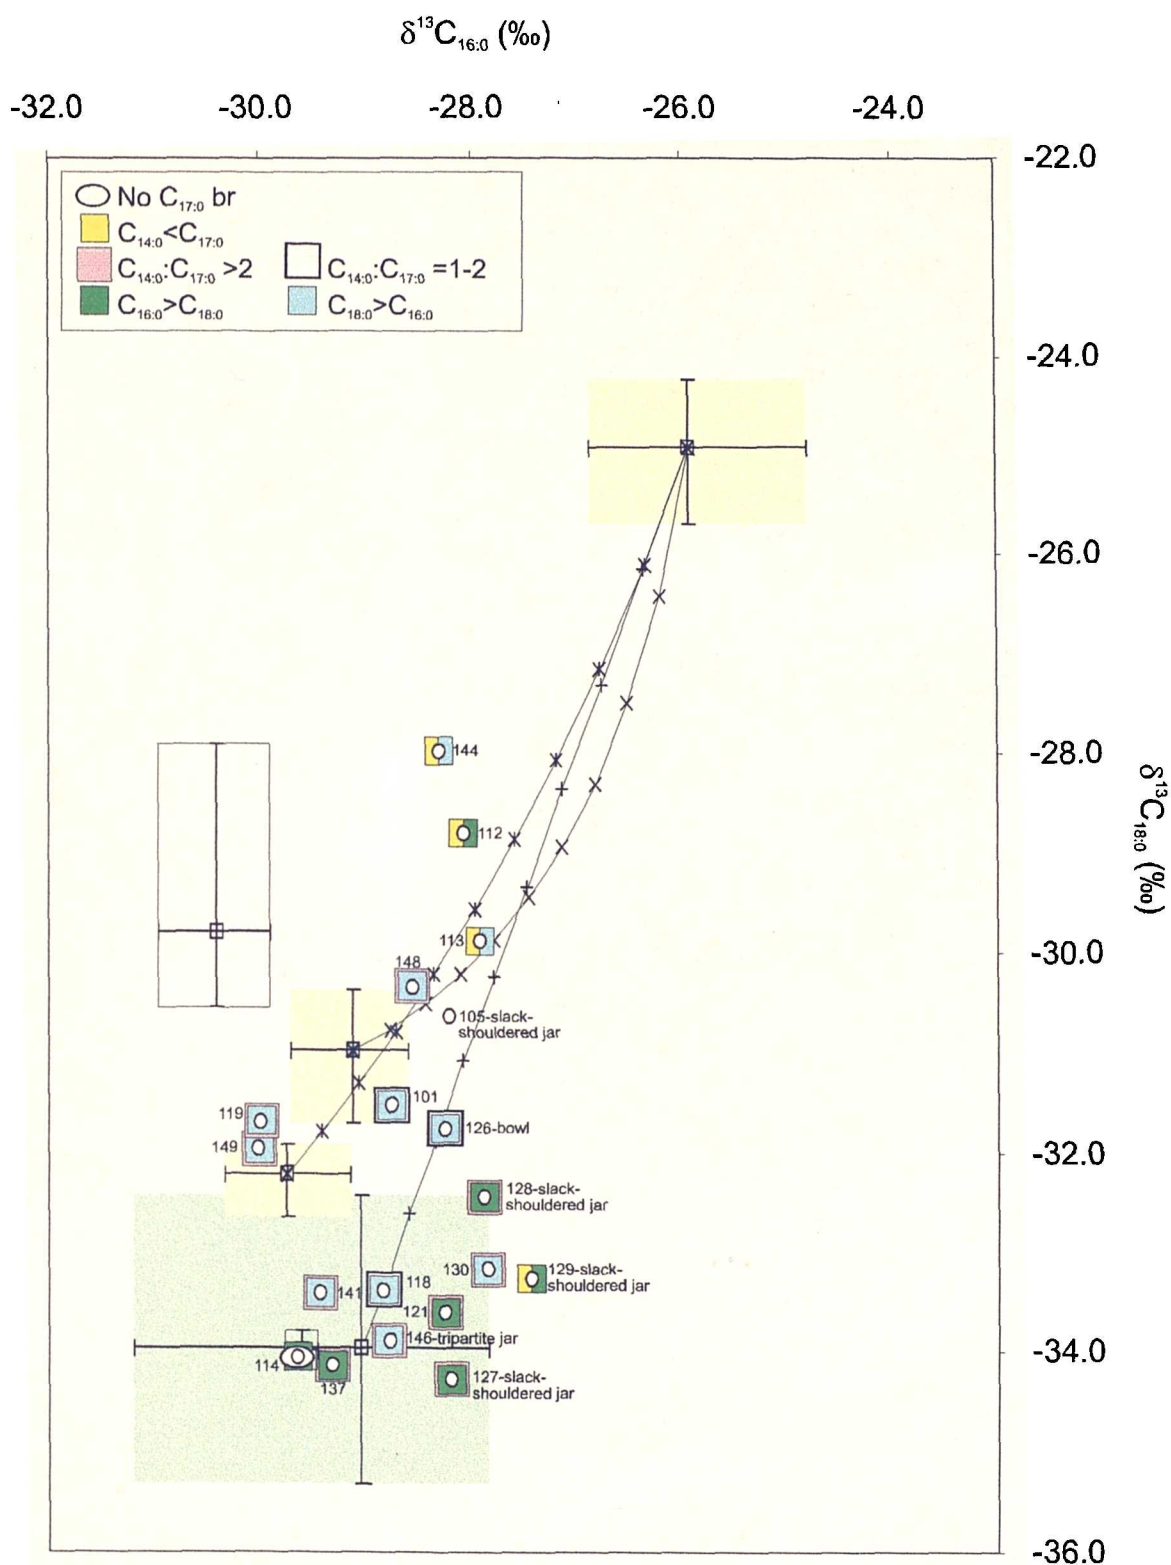 δ¹³C₁₆:₀ (‰)
-32.0 -30.0 -28.0 -26.0 -24.0
-22.0
No C₁₇:₀ br
C₁₄:₀<C₁₇:₀
C₁₄:₀:C₁₇:₀ >2 C₁₄:₀:C₁₇:₀ =1-2
C₁₆:₀>C₁₈:₀ C₁₈:₀>C₁₆:₀
-24.0
-26.0
144
-28.0
112
δ¹³C₁₈:₀ (‰)
113
-30.0
148
105-slack-
shouldered jar
101
119
126-bowl
149
-32.0
128-slack-
shouldered jar
130
129-slack-
shouldered jar
141
118
121
146-tripartite jar
-34.0
114
137
127-slack-
shouldered jar
-36.0